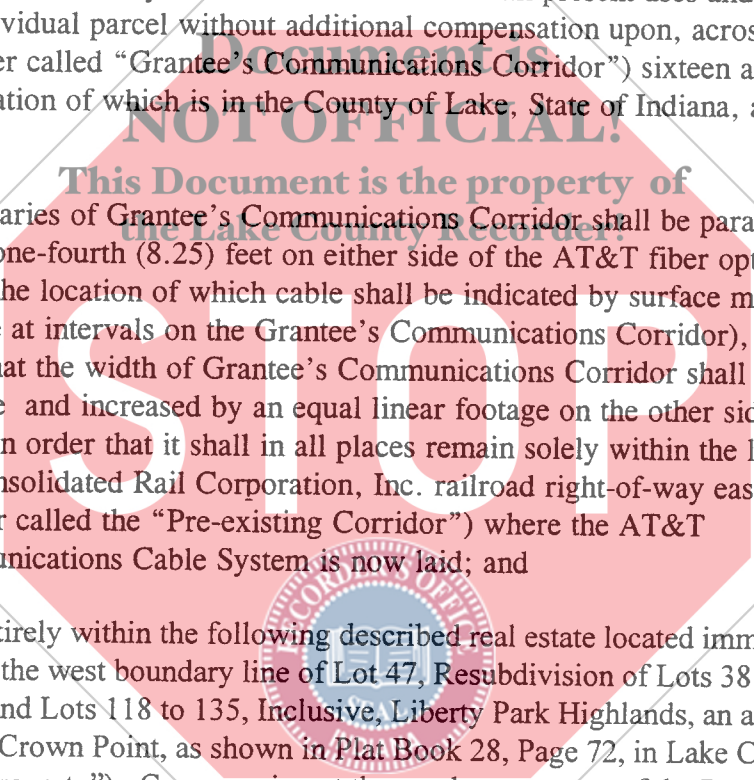 vidual parcel without additional compensation upon, acros
er called “Grantee’s Communications Corridor”) sixteen a
ation of which is in the County of Lake, State of Indiana, a
Document is
NOT OFFICIAL!
This Document is the property of
the Lake County Recorder!
aries of Grantee’s Communications Corridor shall be para
one-fourth (8.25) feet on either side of the AT&T fiber opt
he location of which cable shall be indicated by surface m
e at intervals on the Grantee’s Communications Corridor),
hat the width of Grantee’s Communications Corridor shall
e and increased by an equal linear footage on the other sid
n order that it shall in all places remain solely within the l
nsolidated Rail Corporation, Inc. railroad right-of-way eas
r called the “Pre-existing Corridor”) where the AT&T
unications Cable System is now laid; and
STOP
tirely within the following described real estate located imm
the west boundary line of Lot 47, Resubdivision of Lots 38
nd Lots 118 to 135, Inclusive, Liberty Park Highlands, an a
Crown Point, as shown in Plat Book 28, Page 72, in Lake C
RECORDER'S OFFICE
SEAL